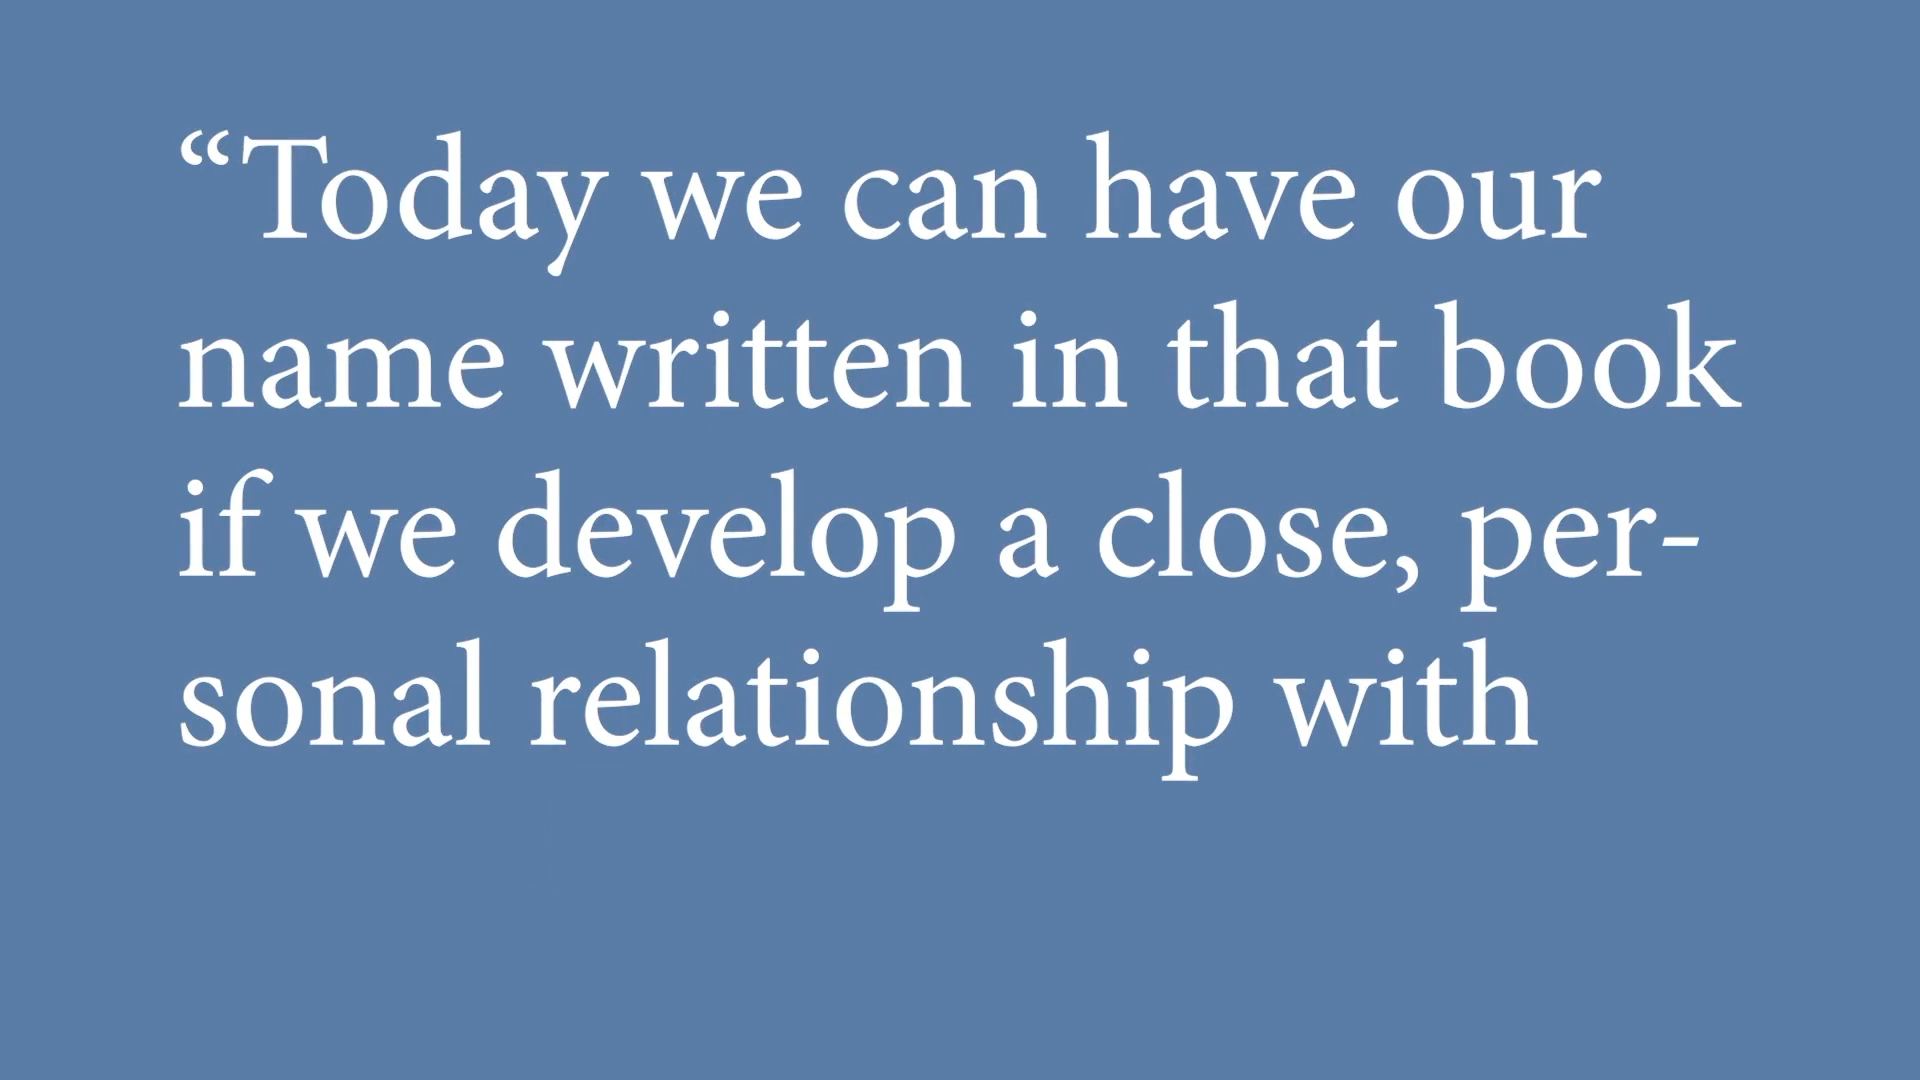 “Today we can have our
name written in that book
if we develop a close, per-
sonal relationship with